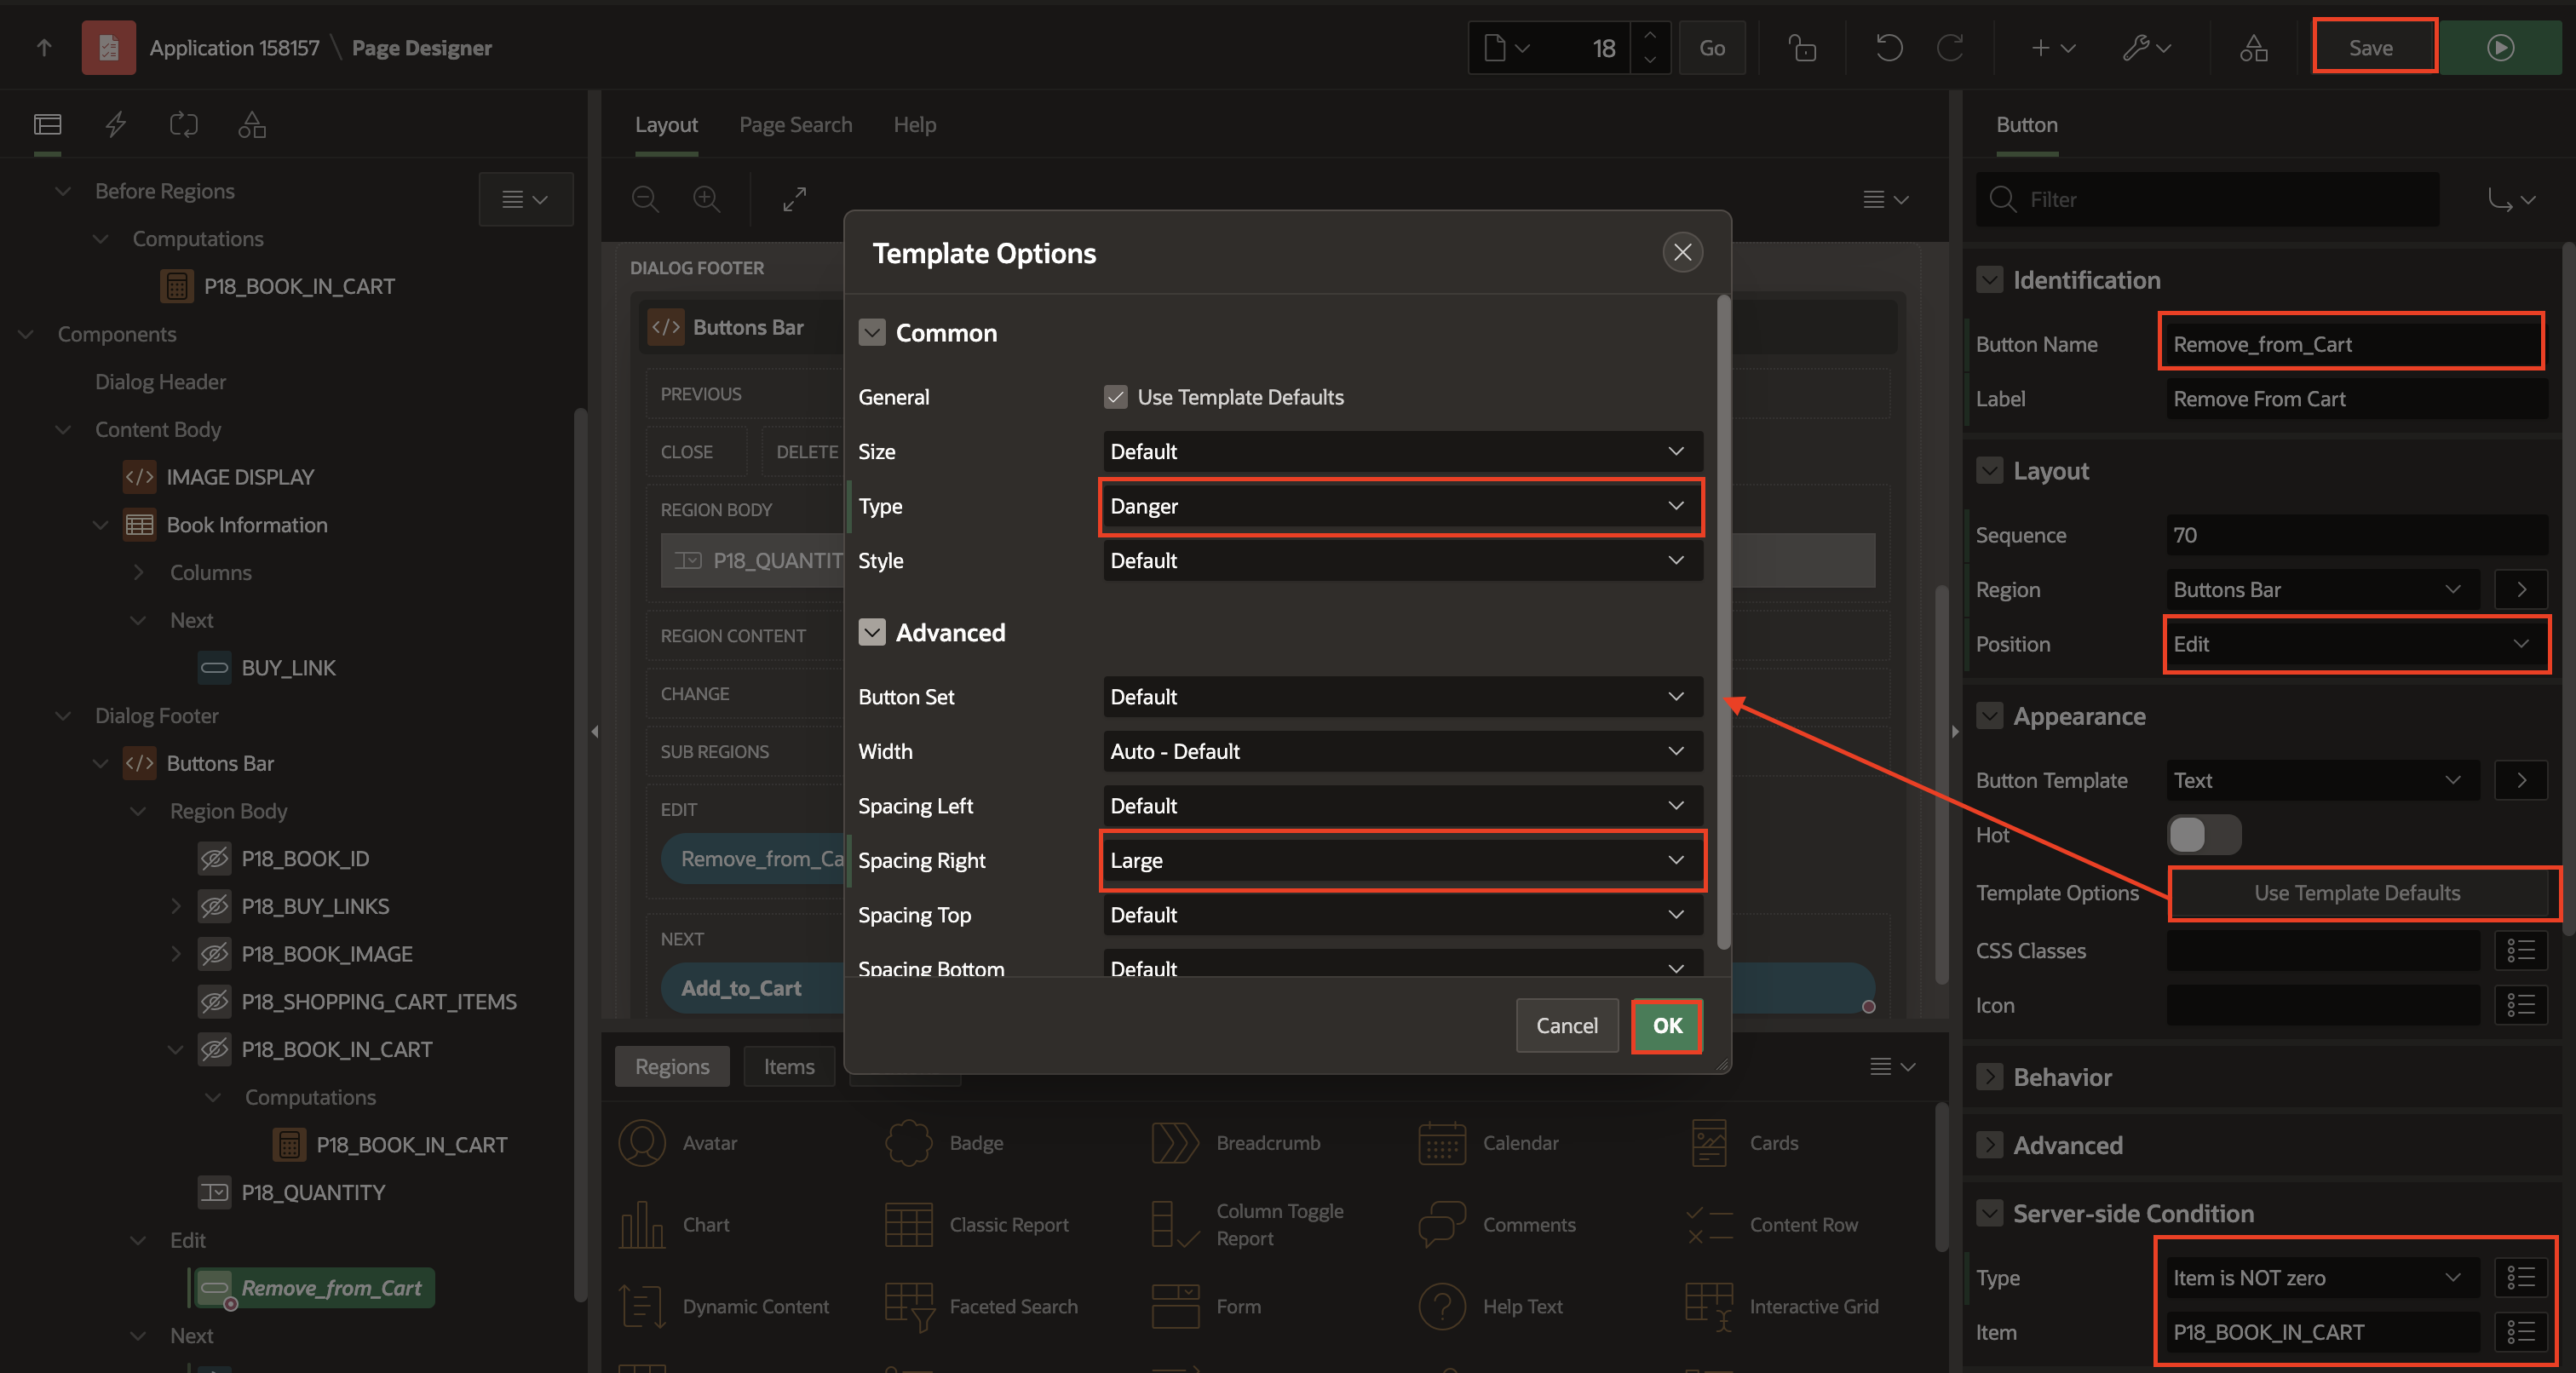 Application 158157 \ Page Designer
18
Go
Save
Before Regions
Computations
P18_BOOK_IN_CART
Components
Dialog Header
Content Body
IMAGE DISPLAY
Book Information
Columns
Next
BUY_LINK
Dialog Footer
Buttons Bar
Region Body
P18_BOOK_ID
P18_BUY_LINKS
P18_BOOK_IMAGE
P18_SHOPPING_CART_ITEMS
P18_BOOK_IN_CART
Computations
P18_BOOK_IN_CART
P18_QUANTITY
Edit
Remove_from_Cart
Next
Layout Page Search Help
DIALOG FOOTER
Buttons Bar
PREVIOUS
CLOSE DELETE
REGION BODY
P18_QUANTIT
REGION CONTENT
CHANGE
SUB REGIONS
EDIT
Remove_from_Ca
NEXT
Add_to_Cart
Template Options
Common
General Use Template Defaults
Size Default
Type Danger
Style Default
Advanced
Button Set Default
Width Auto - Default
Spacing Left Default
Spacing Right Large
Spacing Top Default
Spacing Bottom Default
Cancel OK
Regions Items
Avatar Badge Breadcrumb Calendar Cards
Chart Classic Report Column Toggle Report Comments Content Row
Dynamic Content Faceted Search Form Help Text Interactive Grid
Button
Filter
Identification
Button Name Remove_from_Cart
Label Remove From Cart
Layout
Sequence 70
Region Buttons Bar
Position Edit
Appearance
Button Template Text
Hot
Template Options Use Template Defaults
CSS Classes
Icon
Behavior
Advanced
Server-side Condition
Type Item is NOT zero
Item P18_BOOK_IN_CART